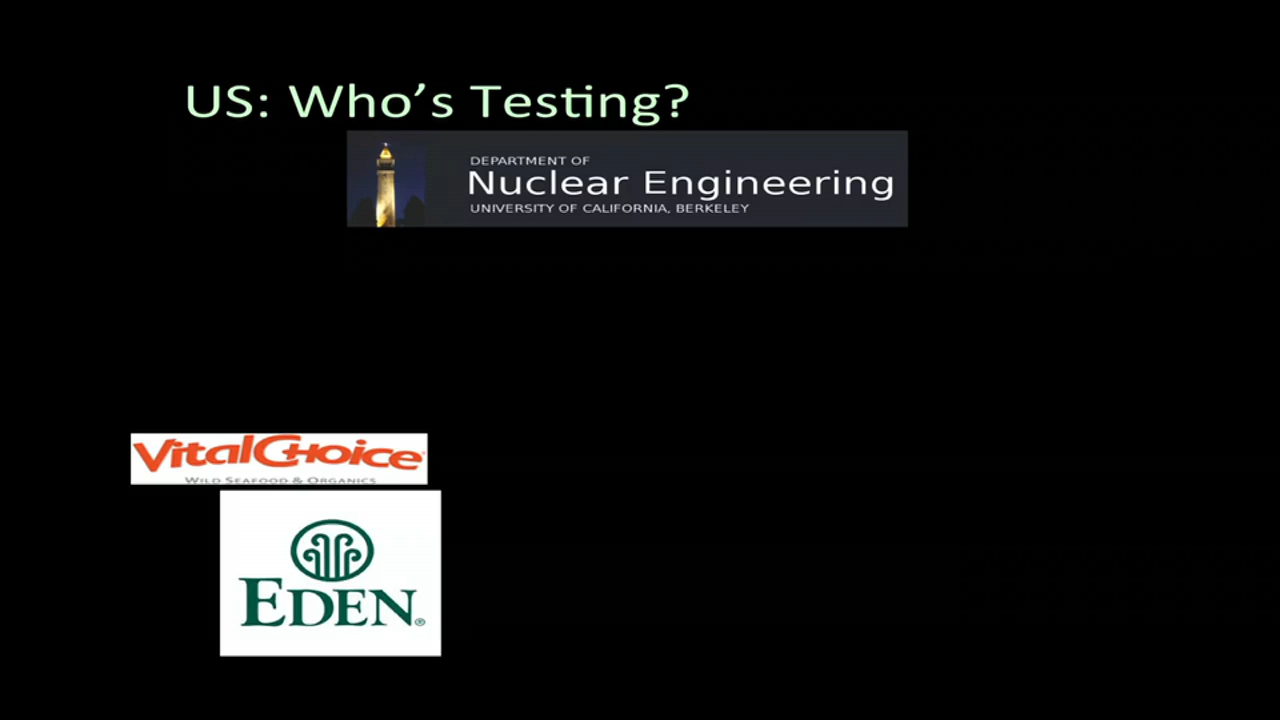 US: Who's Testing?
DEPARTMENT OF
Nuclear Engineering
UNIVERSITY OF CALIFORNIA, BERKELEY
VitalChoice®
WILD SEAFOOD & ORGANICS
EDEN®